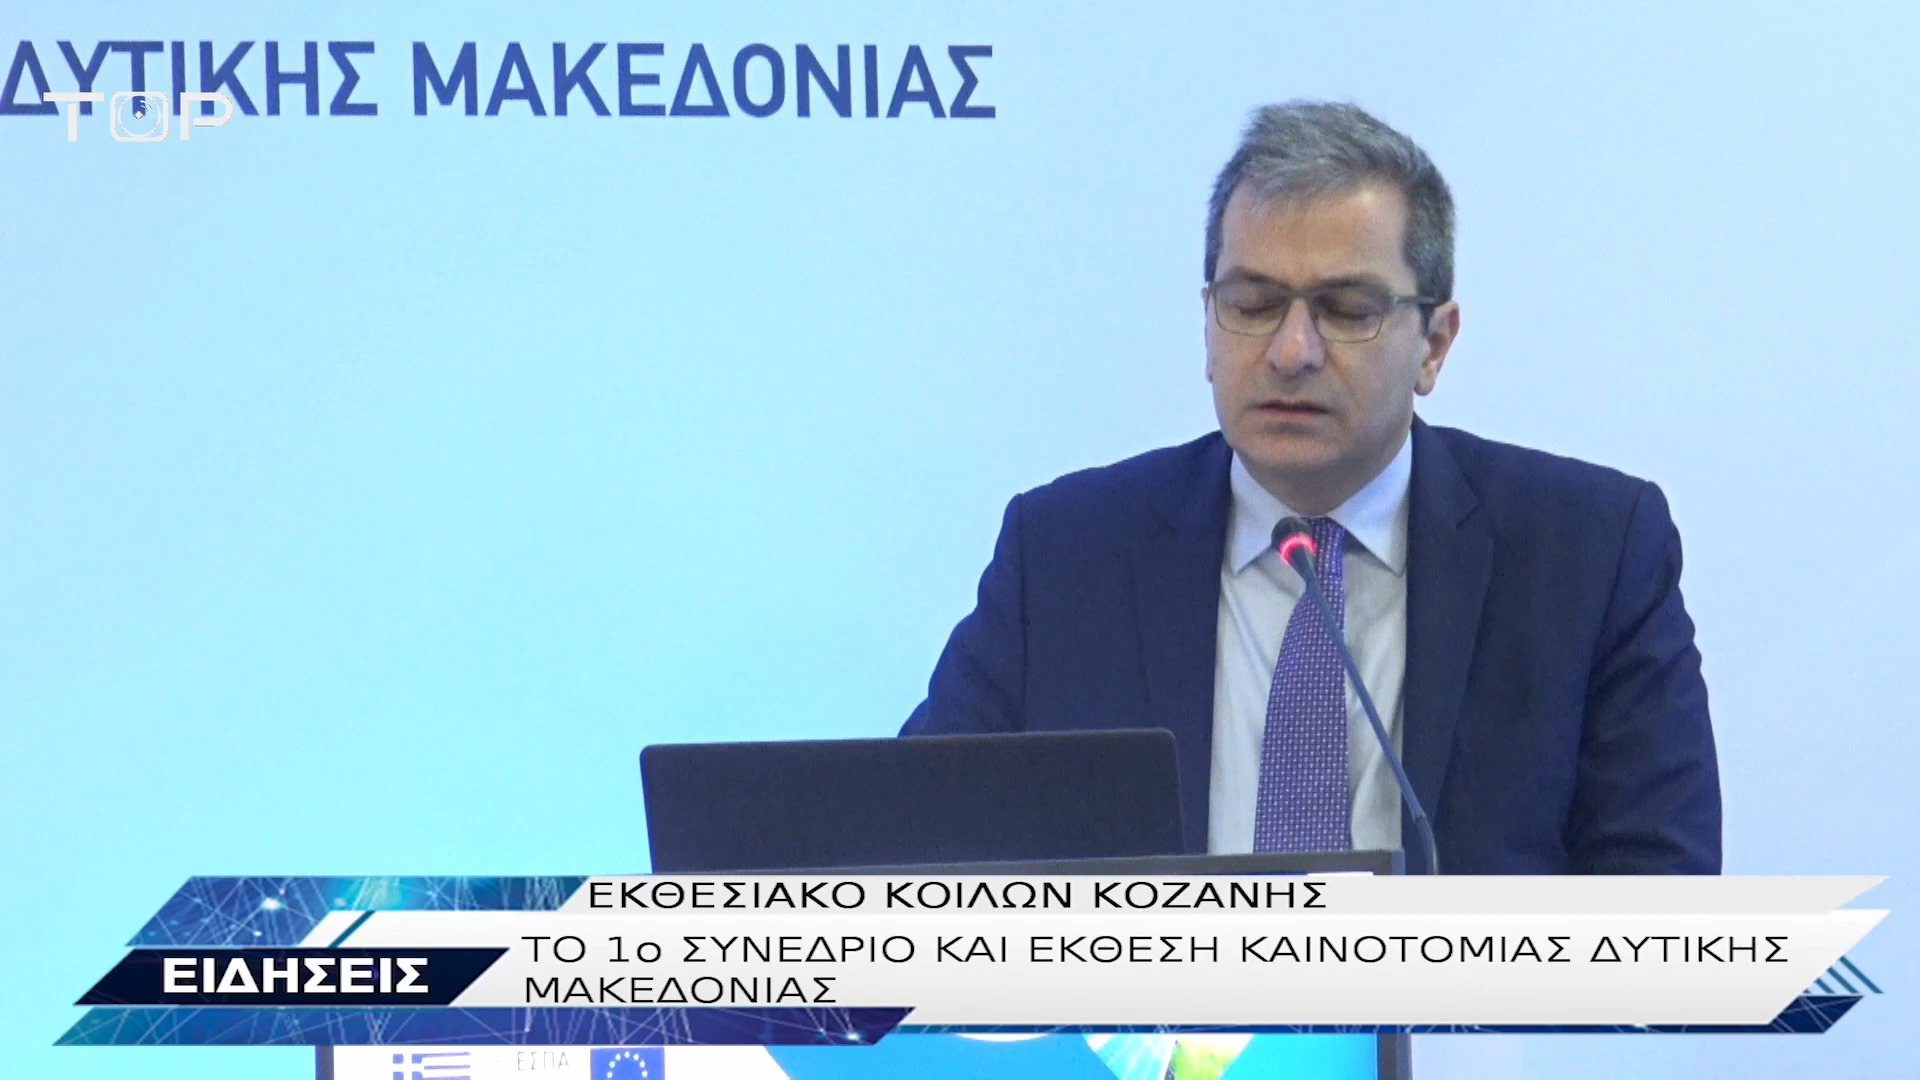 ΔΥΤΙΚΗΣ ΜΑΚΕΔΟΝΙΑΣ
TOP
ΕΚΘΕΣΙΑΚΟ ΚΟΙΛΩΝ ΚΟΖΑΝΗΣ
ΤΟ 1ο ΣΥΝΕΔΡΙΟ ΚΑΙ ΕΚΘΕΣΗ ΚΑΙΝΟΤΟΜΙΑΣ ΔΥΤΙΚΗΣ
ΜΑΚΕΔΟΝΙΑΣ
ΕΙΔΗΣΕΙΣ
ΕΣΠΑ